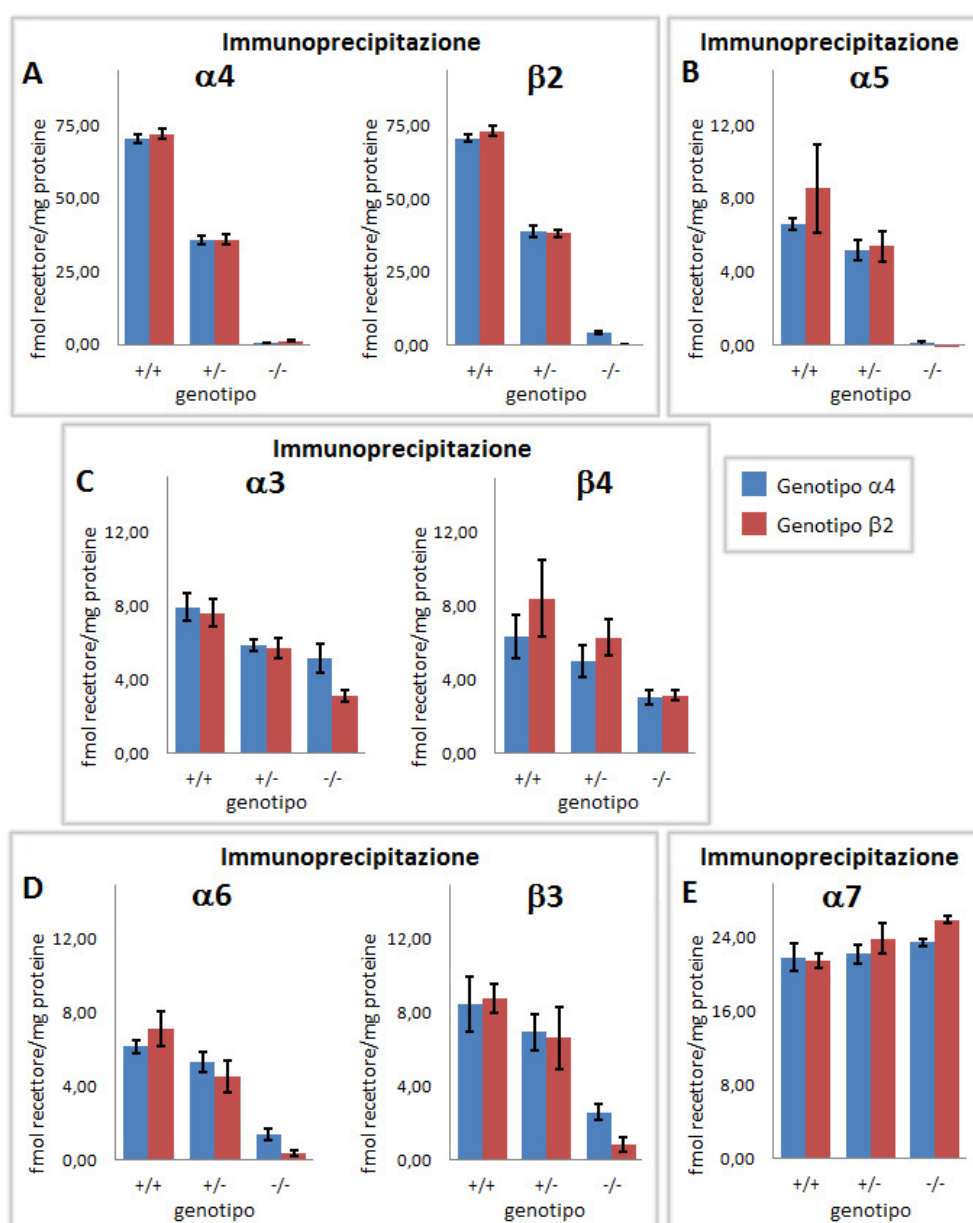 Immunoprecipitazione
A
α4
β2
fmol recettore/mg proteine
75,00
50,00
25,00
0,00
+/+
+/-
-/-
genotipo
fmol recettore/mg proteine
75,00
50,00
25,00
0,00
+/+
+/-
-/-
genotipo
Immunoprecipitazione
B
α5
fmol recettore/mg proteine
12,00
8,00
4,00
0,00
+/+
+/-
-/-
genotipo
Immunoprecipitazione
C
α3
β4
fmol recettore/mg proteine
12,00
8,00
4,00
0,00
+/+
+/-
-/-
genotipo
fmol recettore/mg proteine
12,00
8,00
4,00
0,00
+/+
+/-
-/-
genotipo
Genotipo α4
Genotipo β2
Immunoprecipitazione
D
α6
β3
fmol recettore/mg proteine
12,00
8,00
4,00
0,00
+/+
+/-
-/-
genotipo
fmol recettore/mg proteine
12,00
8,00
4,00
0,00
+/+
+/-
-/-
genotipo
Immunoprecipitazione
E
α7
fmol recettore/mg proteine
24,00
16,00
8,00
0,00
+/+
+/-
-/-
genotipo